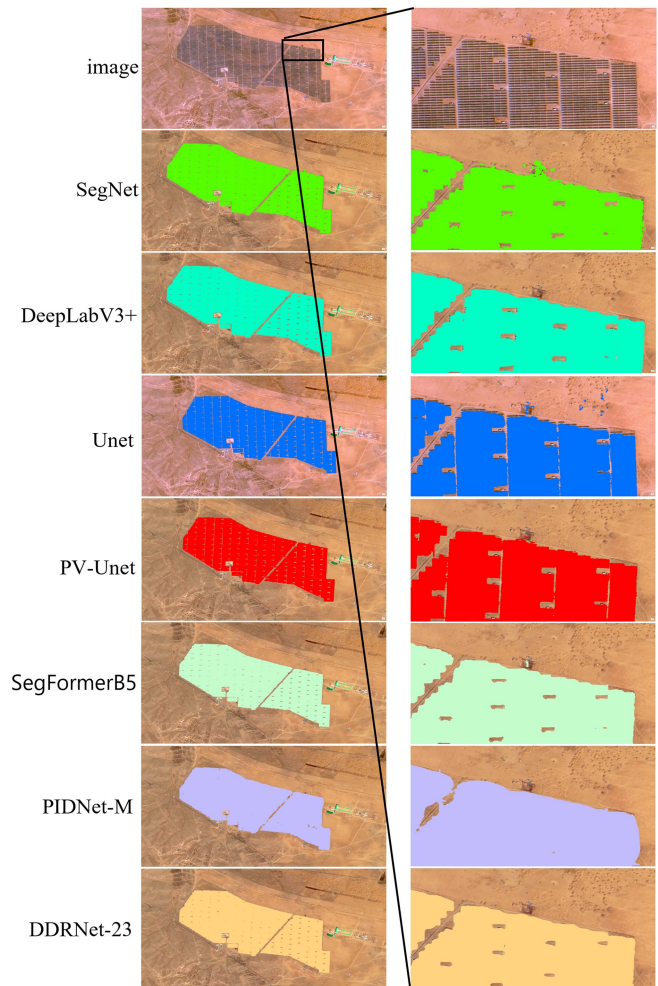 image
SegNet
DeepLabV3+
Unet
PV-Unet
SegFormerB5
PIDNet-M
DDRNet-23